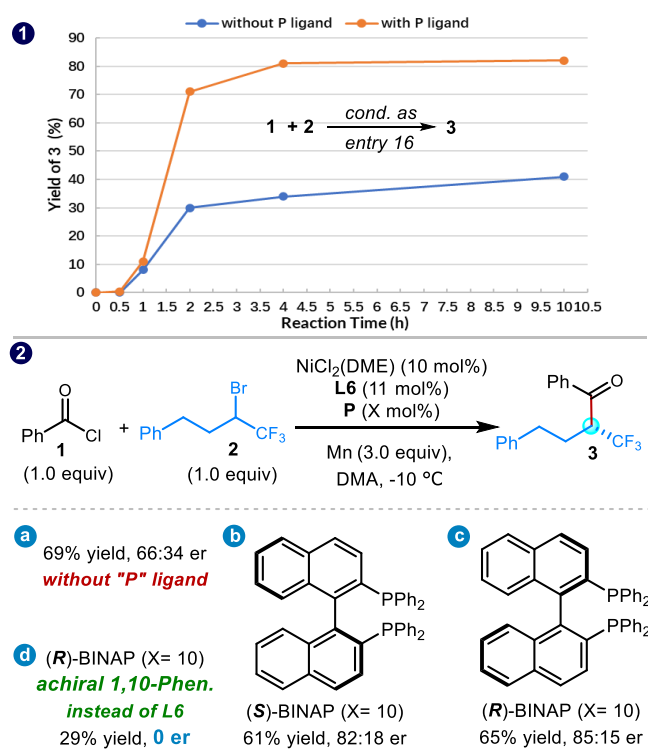 1
without P ligand
with P ligand
90
80
70
60
50
40
30
20
10
0
Yield of 3 (%)
1 + 2
cond. as
entry 16
3
0 0.5 1 1.5 2 2.5 3 3.5 4 4.5 5 5.5 6 6.5 7 7.5 8 8.5 9 9.5 10 10.5
Reaction Time (h)
2
O
Ph
Cl
1
(1.0 equiv)
+
Br
Ph
CF3
2
(1.0 equiv)
NiCl2(DME) (10 mol%)
L6 (11 mol%)
P (X mol%)
Mn (3.0 equiv),
DMA, -10 ºC
Ph
O
Ph
CF3
3
a
69% yield, 66:34 er
without "P" ligand
b
PPh2
PPh2
(S)-BINAP (X= 10)
61% yield, 82:18 er
c
PPh2
PPh2
(R)-BINAP (X= 10)
65% yield, 85:15 er
d
(R)-BINAP (X= 10)
achiral 1,10-Phen.
instead of L6
29% yield, 0 er